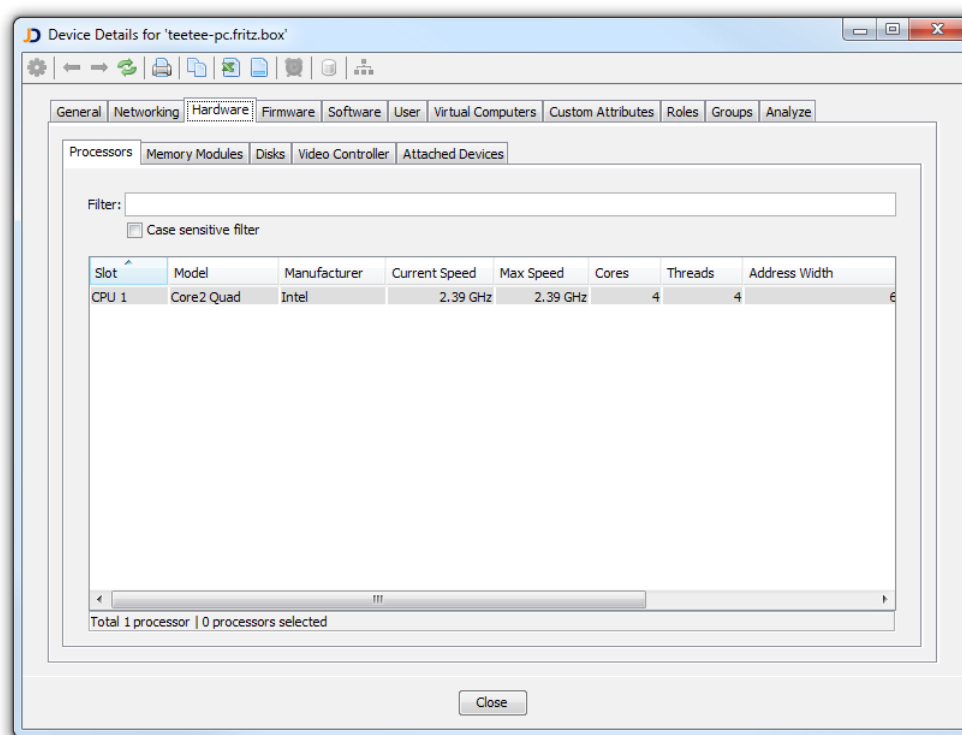 Device Details for 'teetee-pc.fritz.box'
General Networking Hardware Firmware Software User Virtual Computers Custom Attributes Roles Groups Analyze
Processors Memory Modules Disks Video Controller Attached Devices
Filter:
Case sensitive filter
Slot Model Manufacturer Current Speed Max Speed Cores Threads Address Width
CPU 1 Core2 Quad Intel 2.39 GHz 2.39 GHz 4 4
Total 1 processor | 0 processors selected
Close